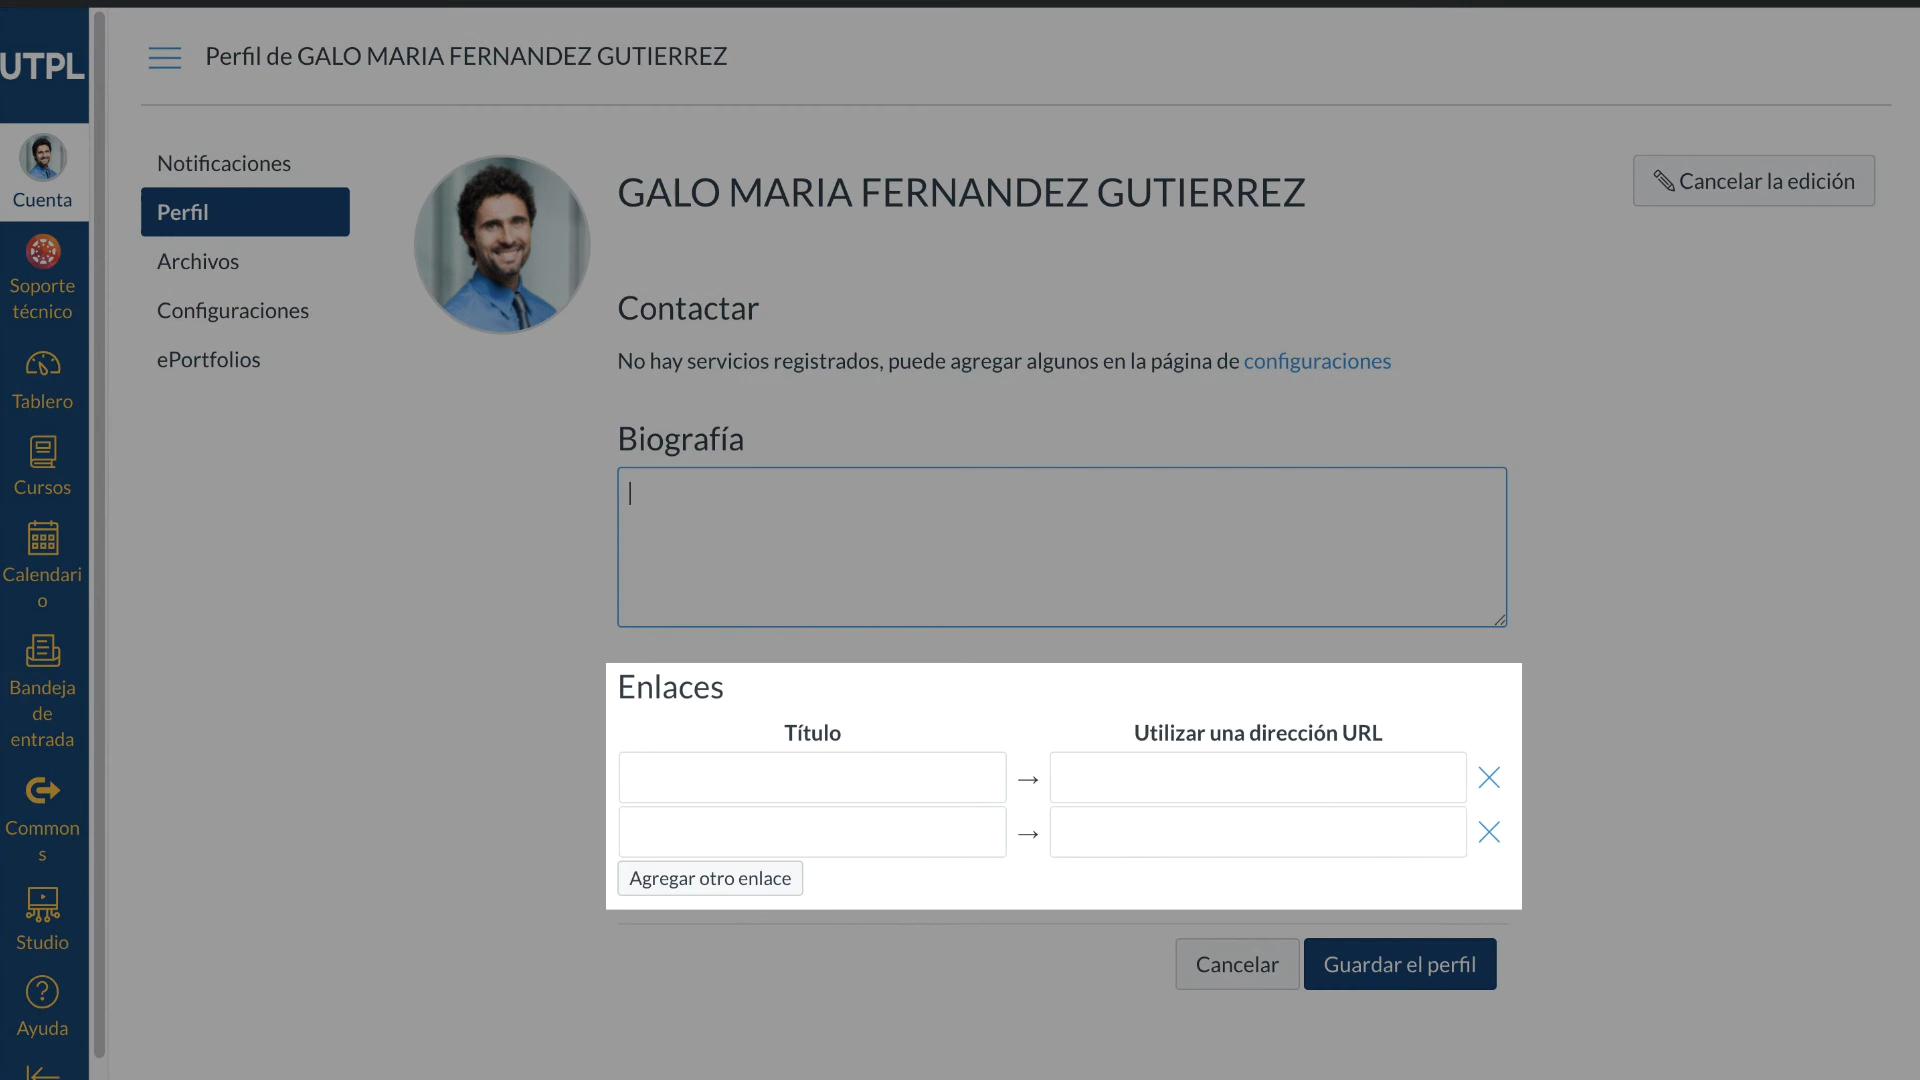 UTPL
Perfil de GALO MARIA FERNANDEZ GUTIERREZ
Cuenta
Soporte
técnico
Tablero
Cursos
Calendari
o
Bandeja
de
entrada
Common
s
Studio
Ayuda
Notificaciones
Perfil
Archivos
Configuraciones
ePortfolios
GALO MARIA FERNANDEZ GUTIERREZ
Cancelar la edición
Contactar
No hay servicios registrados, puede agregar algunos en la página de configuraciones
Biografía
Enlaces
Título Utilizar una dirección URL
→
→
Agregar otro enlace
Cancelar Guardar el perfil